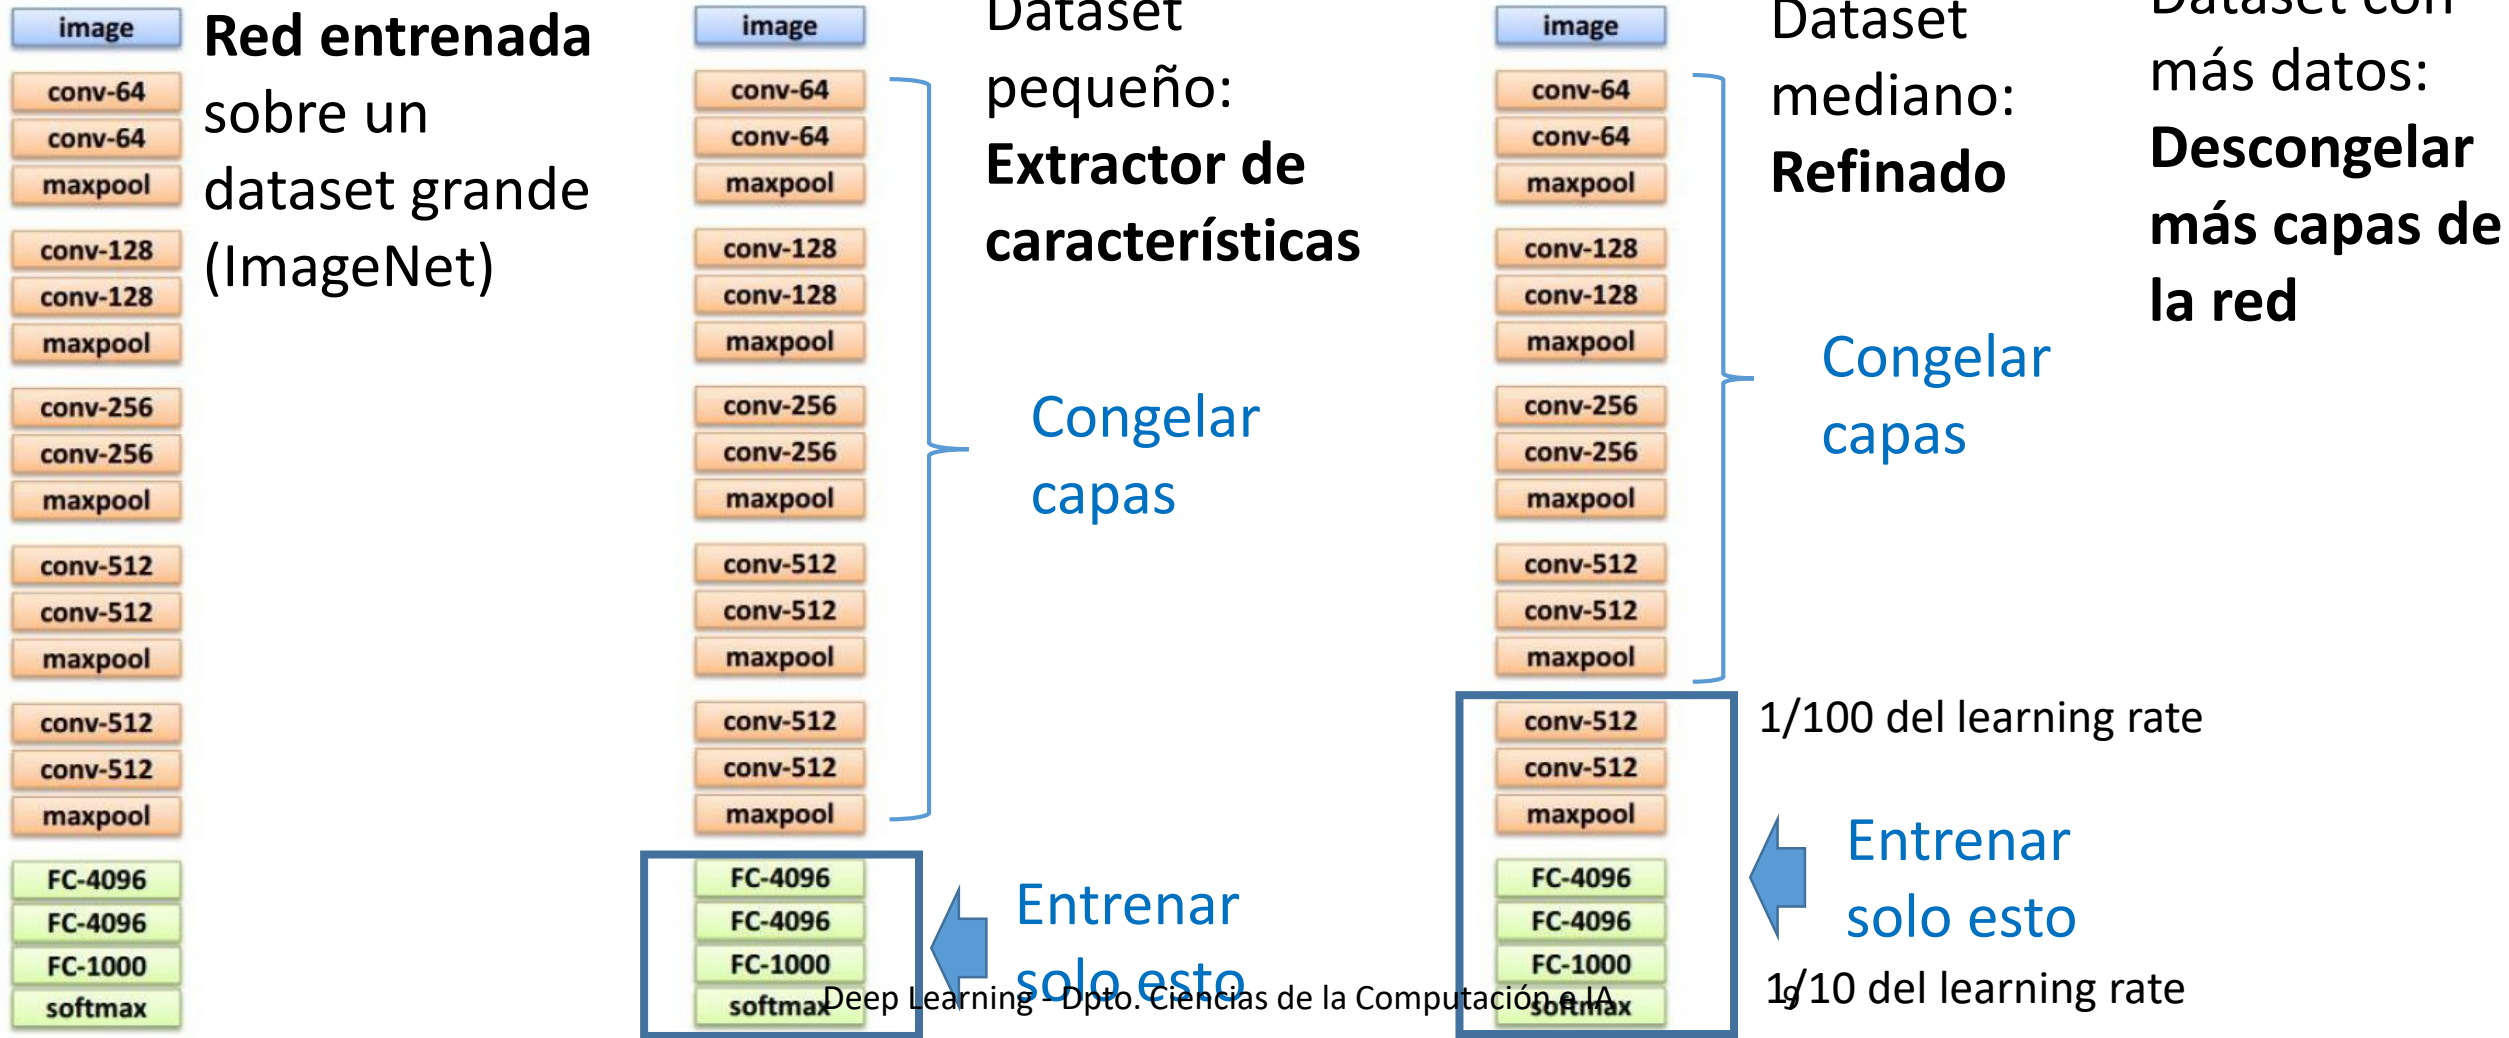 image
conv-64
conv-64
maxpool
conv-128
conv-128
maxpool
conv-256
conv-256
maxpool
conv-512
conv-512
maxpool
conv-512
conv-512
maxpool
FC-4096
FC-4096
FC-1000
softmax
Red entrenada
sobre un
dataset grande
(ImageNet)
image
conv-64
conv-64
maxpool
conv-128
conv-128
maxpool
conv-256
conv-256
maxpool
conv-512
conv-512
maxpool
conv-512
conv-512
maxpool
FC-4096
FC-4096
FC-1000
softmax
Dataset
pequeño:
Extractor de
características
Congelar
capas
Entrenar
solo esto
image
conv-64
conv-64
maxpool
conv-128
conv-128
maxpool
conv-256
conv-256
maxpool
conv-512
conv-512
maxpool
conv-512
conv-512
maxpool
FC-4096
FC-4096
FC-1000
softmax
Dataset
mediano:
Refinado
Congelar
capas
1/100 del learning rate
Entrenar
solo esto
1/10 del learning rate
Dataset con
más datos:
Descongelar
más capas de
la red
Deep Learning - Dpto. Ciencias de la Computación e IA
9